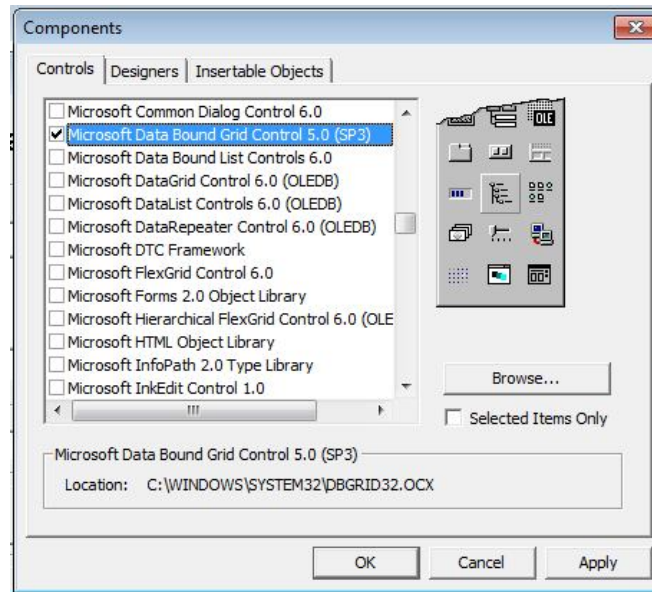 Components
Controls Designers Insertable Objects
Microsoft Common Dialog Control 6.0
Microsoft Data Bound Grid Control 5.0 (SP3)
Microsoft Data Bound List Controls 6.0
Microsoft DataGrid Control 6.0 (OLEDB)
Microsoft DataList Controls 6.0 (OLEDB)
Microsoft DataRepeater Control 6.0 (OLEDB)
Microsoft DTC Framework
Microsoft FlexGrid Control 6.0
Microsoft Forms 2.0 Object Library
Microsoft Hierarchical FlexGrid Control 6.0 (OLE
Microsoft HTML Object Library
Microsoft InfoPath 2.0 Type Library
Microsoft InkEdit Control 1.0
OLE
Browse...
Selected Items Only
Microsoft Data Bound Grid Control 5.0 (SP3)
Location: C:\WINDOWS\SYSTEM32\DBGRID32.OCX
OK Cancel Apply